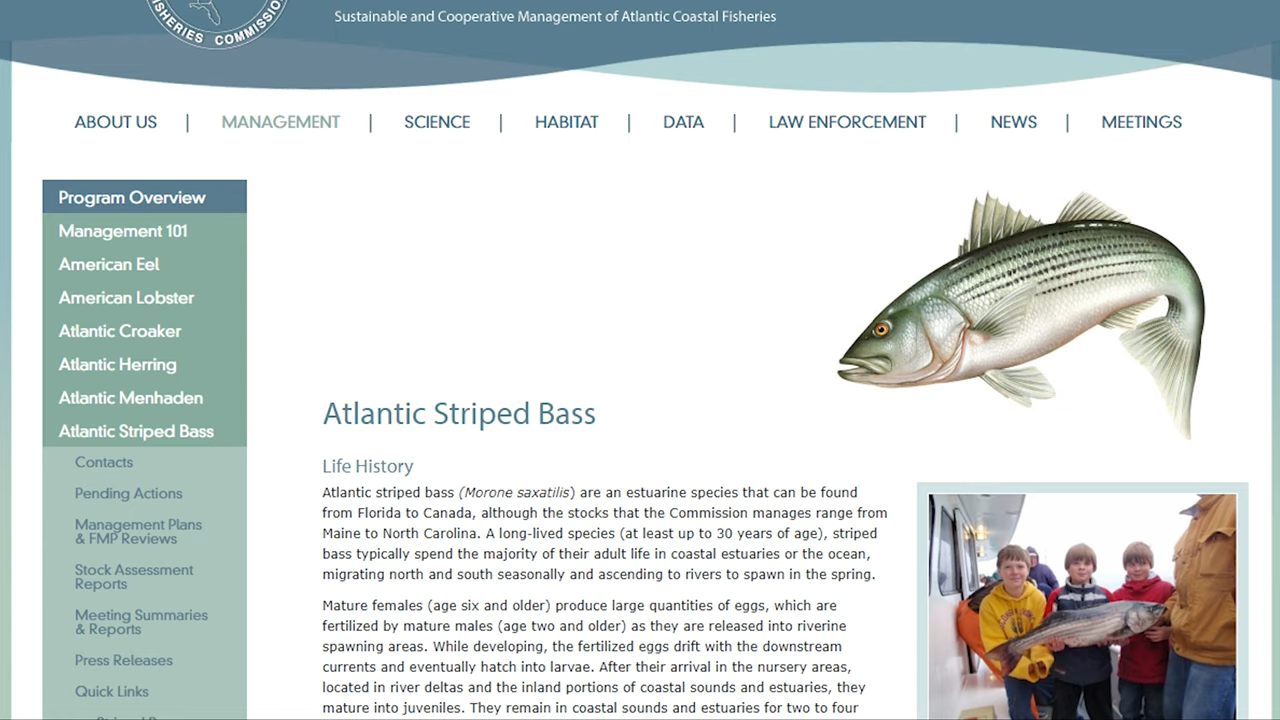 Sustainable and Cooperative Management of Atlantic Coastal Fisheries
FISHERIES COMMISSION
ABOUT US | MANAGEMENT | SCIENCE | HABITAT | DATA | LAW ENFORCEMENT | NEWS | MEETINGS
Program Overview
Management 101
American Eel
American Lobster
Atlantic Croaker
Atlantic Herring
Atlantic Menhaden
Atlantic Striped Bass
Contacts
Pending Actions
Management Plans
& FMP Reviews
Stock Assessment
Reports
Meeting Summaries
& Reports
Press Releases
Quick Links
Atlantic Striped Bass
Life History
Atlantic striped bass (Morone saxatilis) are an estuarine species that can be found
from Florida to Canada, although the stocks that the Commission manages range from
Maine to North Carolina. A long-lived species (at least up to 30 years of age), striped
bass typically spend the majority of their adult life in coastal estuaries or the ocean,
migrating north and south seasonally and ascending to rivers to spawn in the spring.
Mature females (age six and older) produce large quantities of eggs, which are
fertilized by mature males (age two and older) as they are released into riverine
spawning areas. While developing, the fertilized eggs drift with the downstream
currents and eventually hatch into larvae. After their arrival in the nursery areas,
located in river deltas and the inland portions of coastal sounds and estuaries, they
mature into juveniles. They remain in coastal sounds and estuaries for two to four